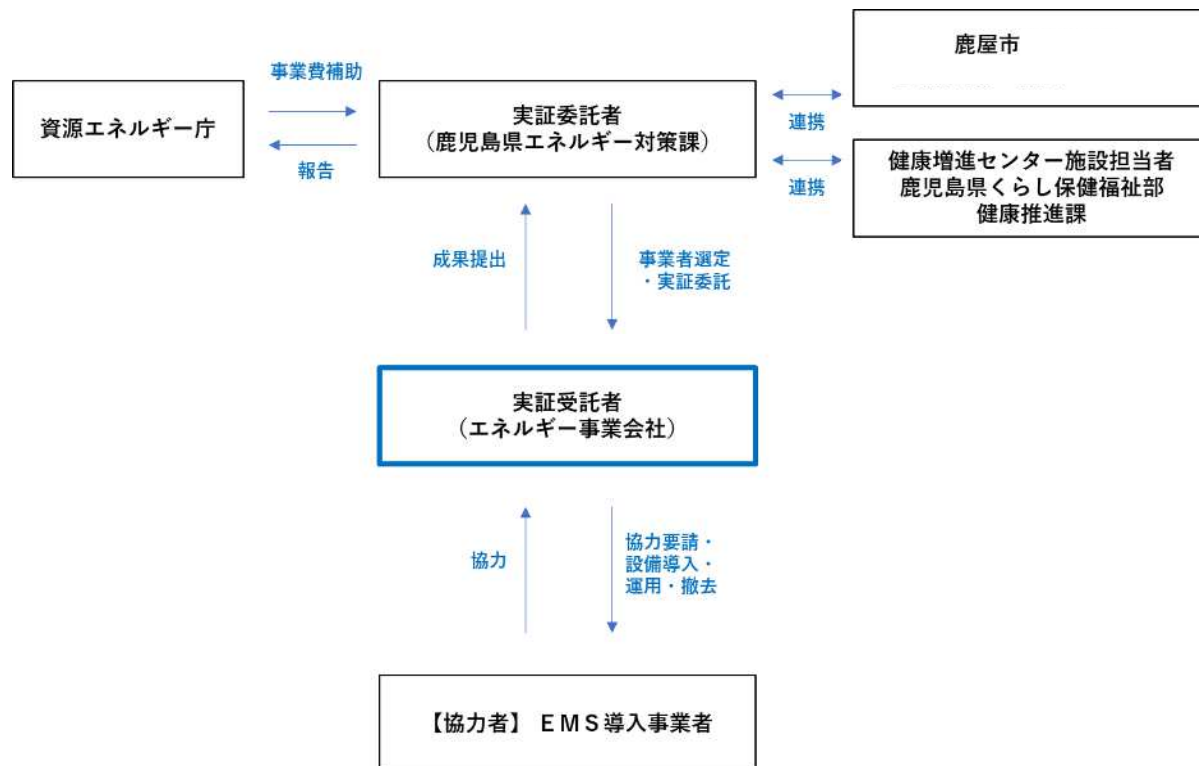 鹿屋市
事業費補助
資源エネルギー庁
実証委託者
（鹿児島県エネルギー対策課）
連携
報告
連携
健康増進センター施設担当者
鹿児島県くらし保健福祉部
健康推進課
成果提出
事業者選定
・実証委託
実証受託者
（エネルギー事業会社）
協力
協力要請・
設備導入・
運用・撤去
【協力者】 ＥＭＳ導入事業者